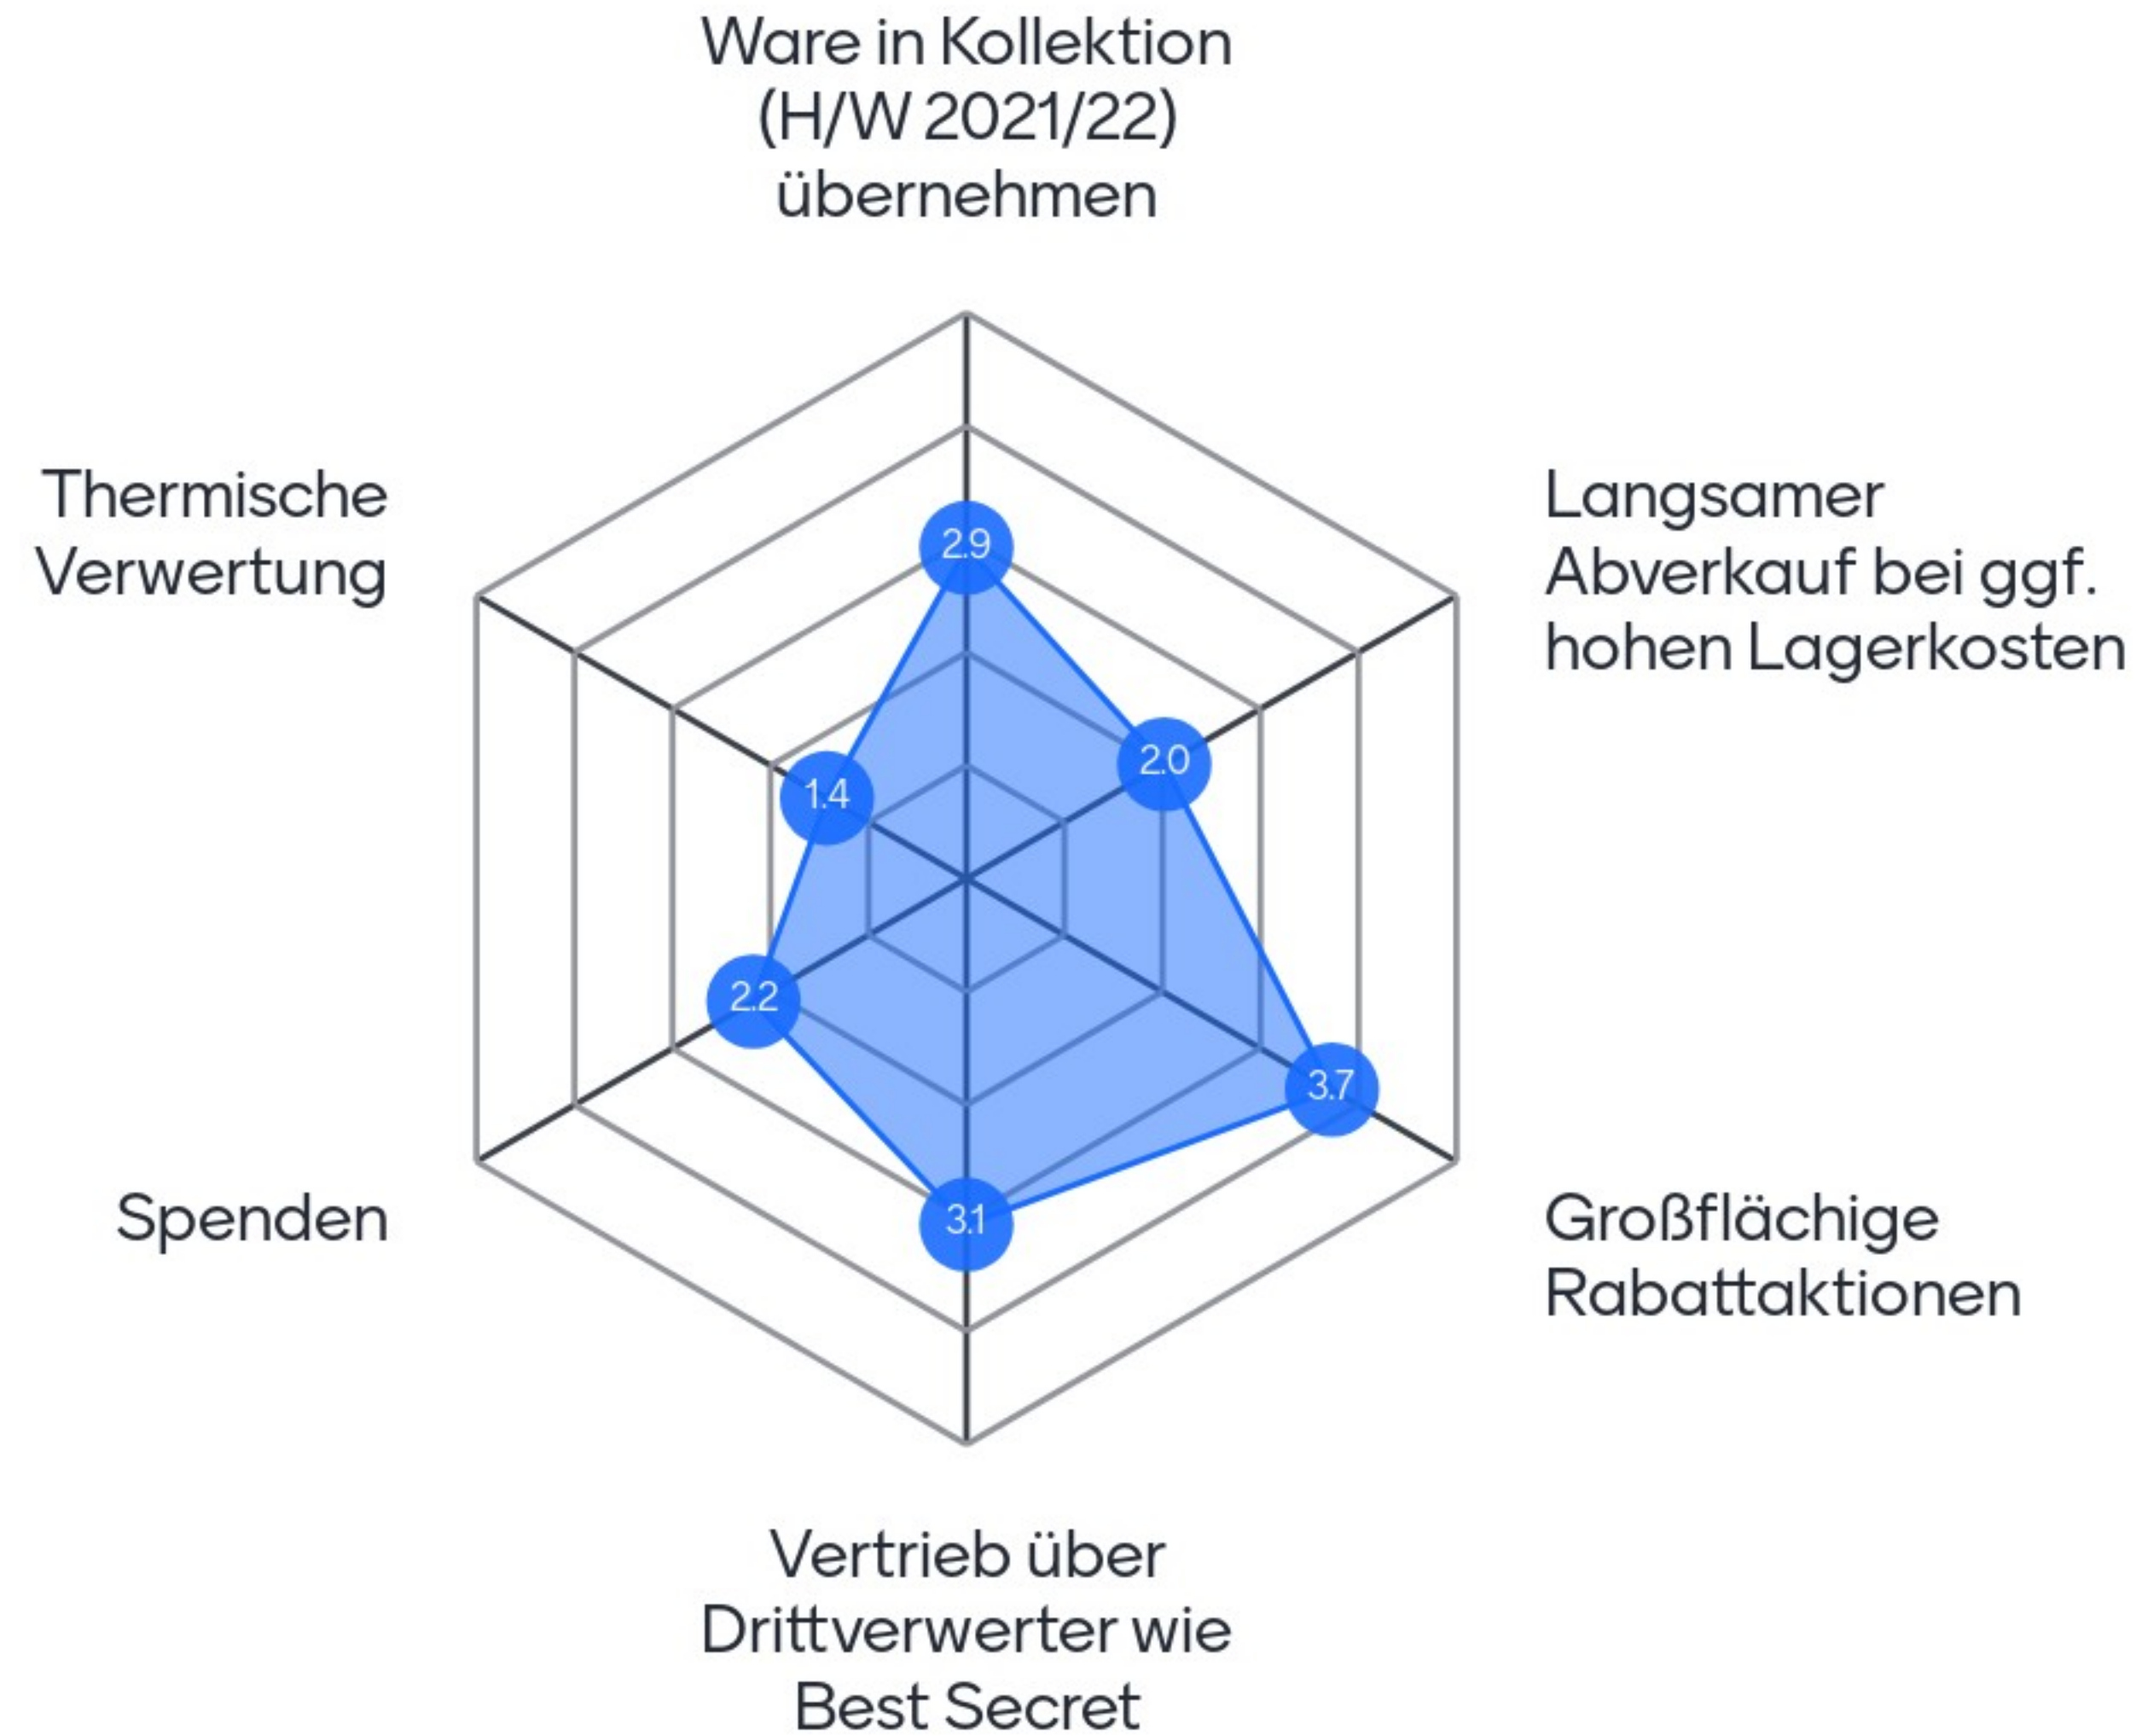 Ware in Kollektion
(H/W 2021/22)
übernehmen
Thermische
Verwertung
Langsamer
Abverkauf bei ggf.
hohen Lagerkosten
2.9
2.0
1.4
2.2
3.7
3.1
Spenden
Großflächige
Rabattaktionen
Vertrieb über
Drittverwerter wie
Best Secret